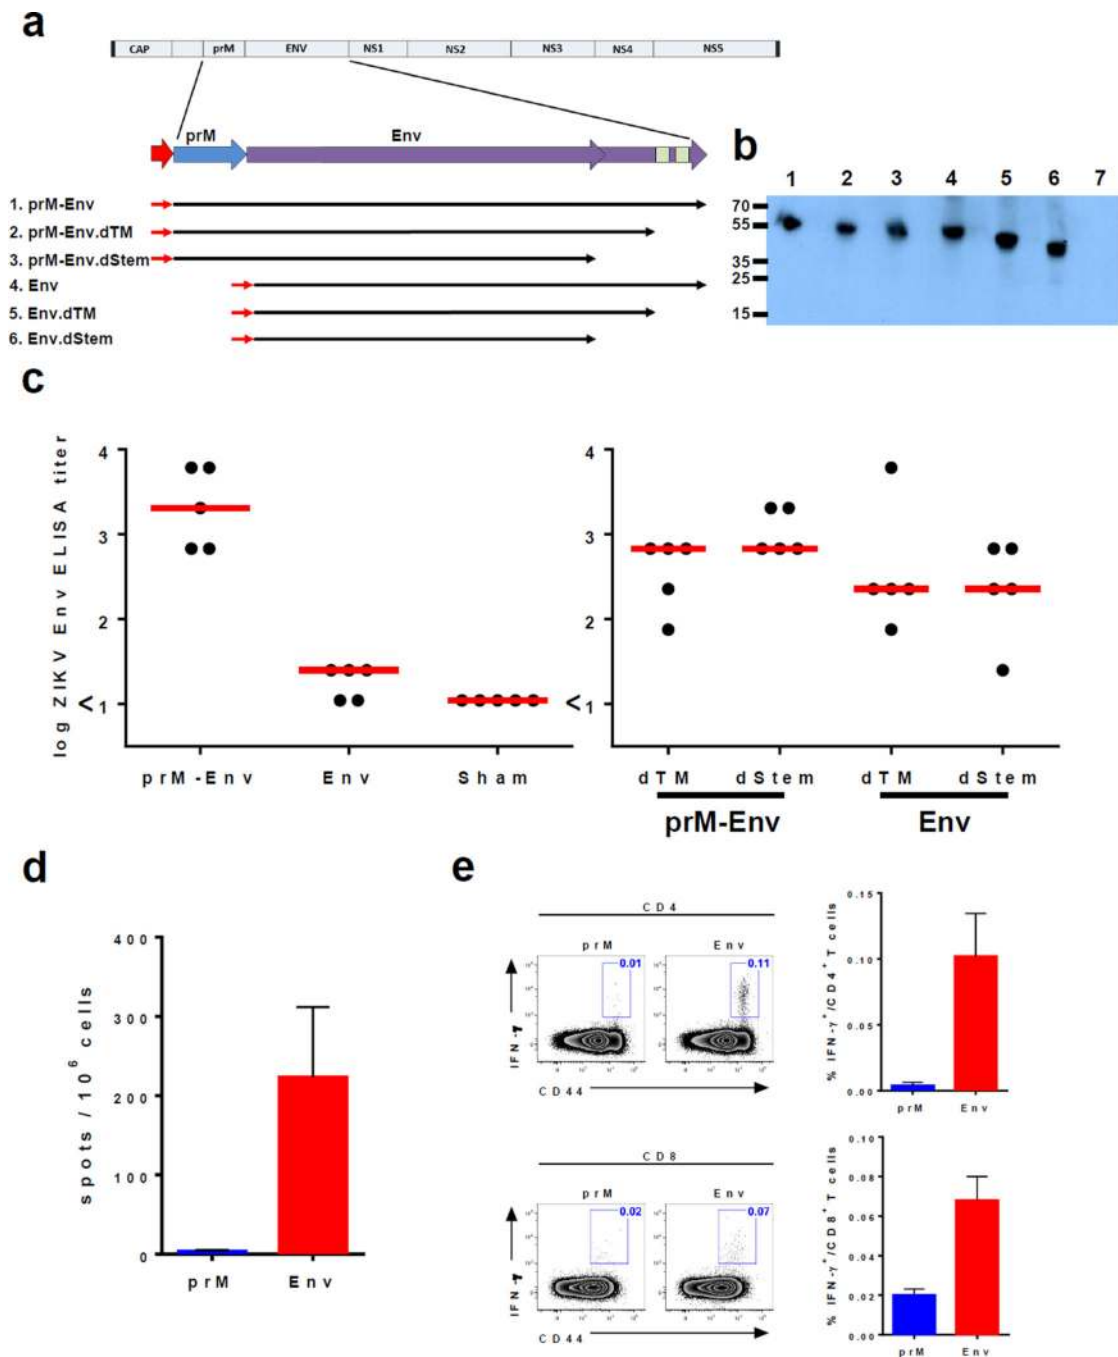 a
CAP prM ENV NS1 NS2 NS3 NS4 NS5
prM Env
1. prM-Env
2. prM-Env.dTM
3. prM-Env.dStem
4. Env
5. Env.dTM
6. Env.dStem
b
1 2 3 4 5 6 7
70
55
35
25
15
c
log ZIKV Env ELISA titer
4
3
2
< 1
prM-Env Env Sham
4
3
2
< 1
dTM dStem dTM dStem
prM-Env Env
d
spots / 10⁶ cells
400
300
200
100
0
prM Env
e
CD4
prM Env
0.01 0.11
IFN-γ
CD44
% IFN-γ⁺/CD4⁺ T cells
0.15
0.10
0.05
0.00
prM Env
CD8
prM Env
0.02 0.07
IFN-γ
CD44
% IFN-γ⁺/CD8⁺ T cells
0.10
0.08
0.06
0.04
0.02
0.00
prM Env